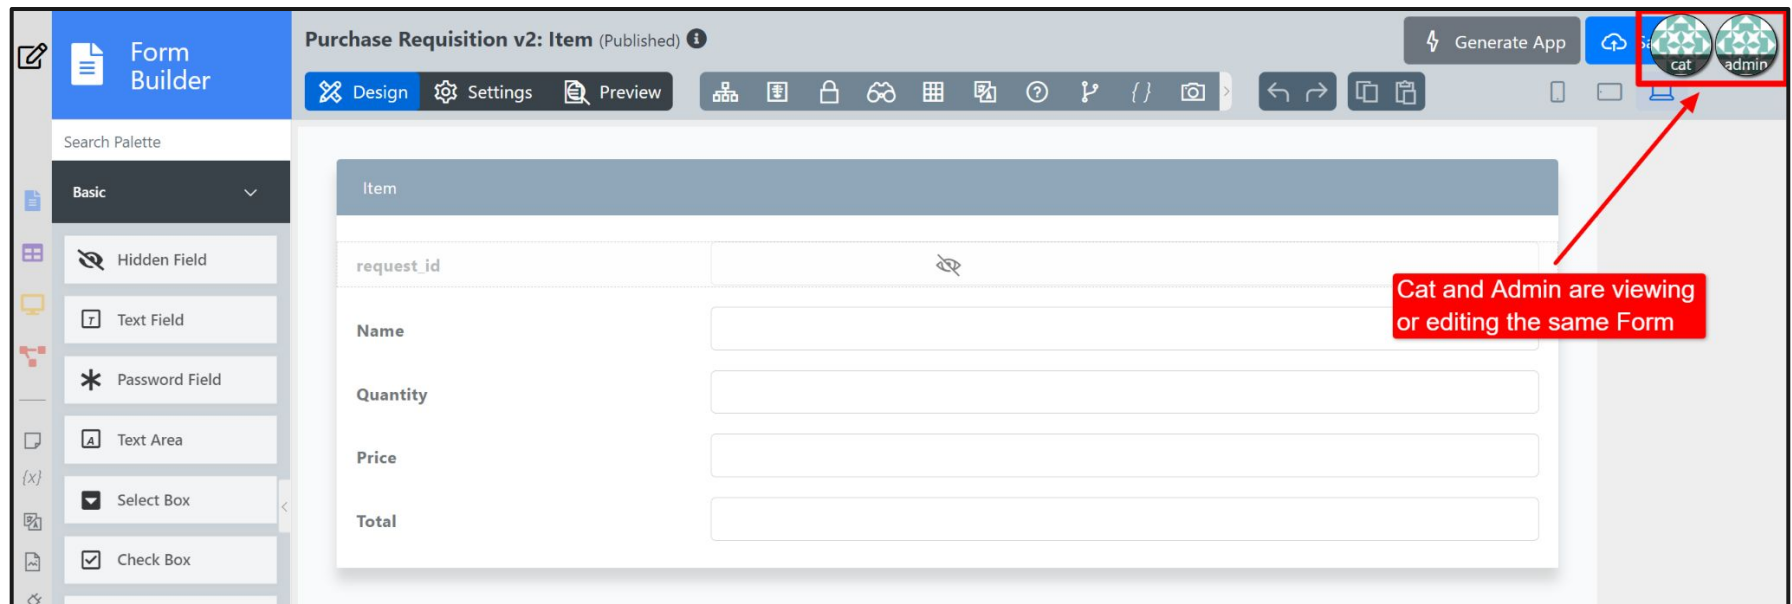 Form
Builder
Purchase Requisition v2: Item (Published)
Generate App
cat
admin
Design
Settings
Preview
Search Palette
Basic
Hidden Field
Text Field
Password Field
Text Area
{x}
Select Box
Check Box
Item
request_id
Name
Quantity
Price
Total
Cat and Admin are viewing
or editing the same Form